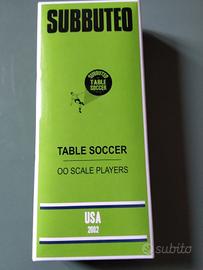 SUBBUTEO
SUBBUTEO
TABLE
SOCCER
TABLE SOCCER
OO SCALE PLAYERS
USA
2002
subito